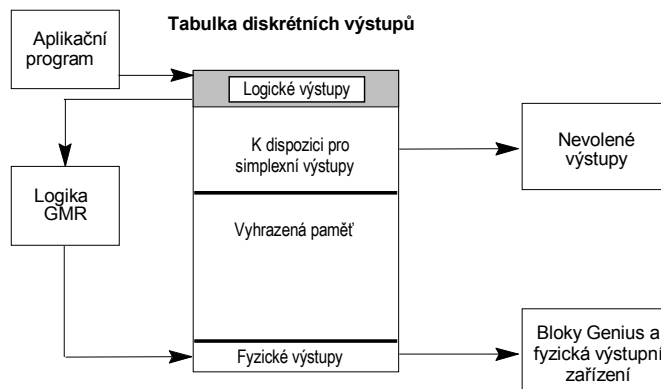 Tabulka diskrétních výstupů
Aplikační
program
Logické výstupy
K dispozici pro
simplexní výstupy
Nevolené
výstupy
Logika
GMR
Vyhrazená paměť
Fyzické výstupy
Bloky Genius a
fyzická výstupní
zařízení